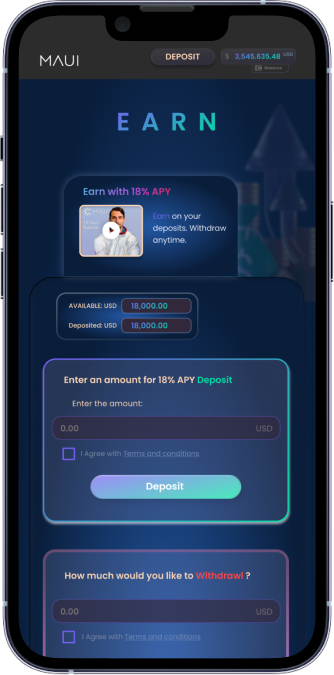 MAUI
DEPOSIT
$ 3,545.635.48 USD
EARN
Earn with 18% APY
Earn on your
deposits. Withdraw
anytime.
AVAILABLE: USD 18,000.00
Deposited: USD 18,000.00
Enter an amount for 18% APY Deposit
Enter the amount:
0.00 USD
I Agree with Terms and conditions
Deposit
How much would you like to Withdrawl ?
0.00 USD
I Agree with Terms and conditions